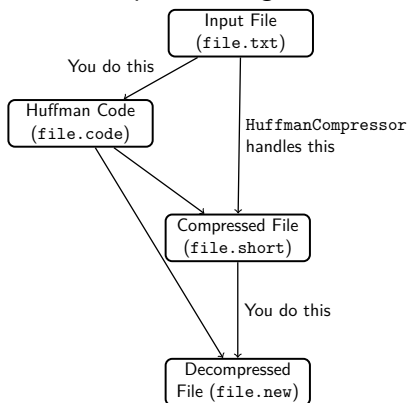 Input File
(file.txt)
You do this
Huffman Code
(file.code)
HuffmanCompressor
handles this
Compressed File
(file.short)
You do this
Decompressed
File (file.new)